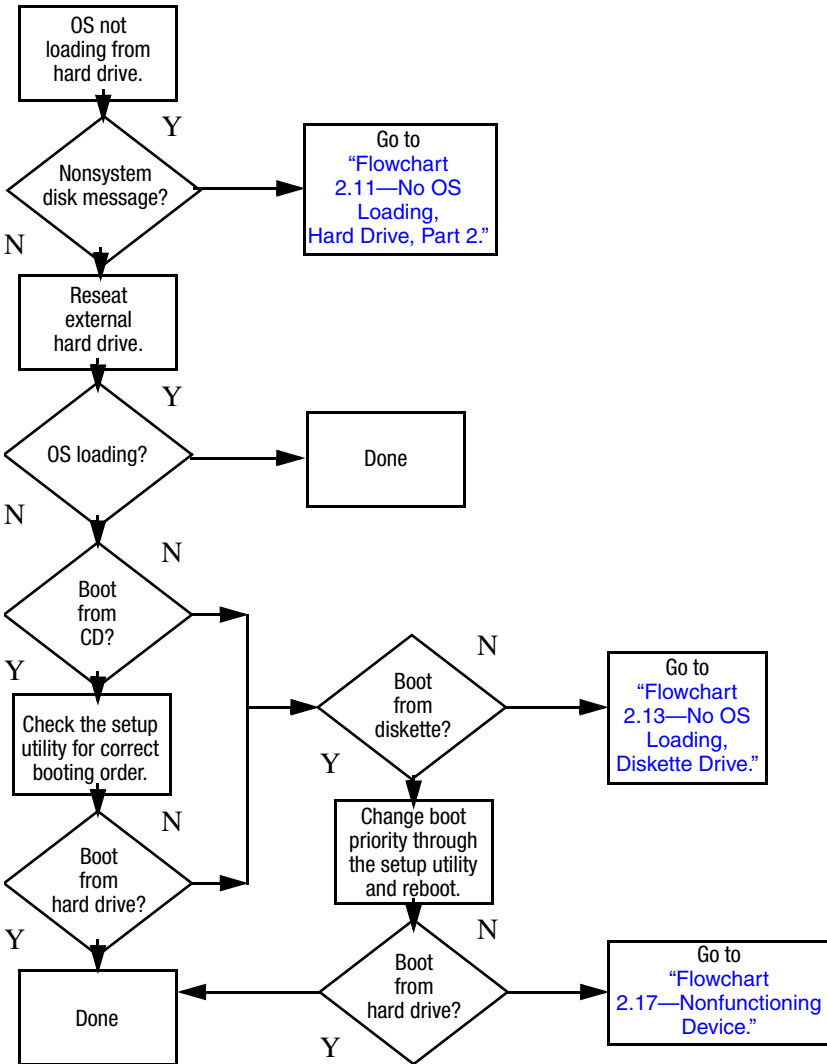 OS not
loading from
hard drive.
Y
Nonsystem
disk message?
Go to
“Flowchart
2.11—No OS
Loading,
Hard Drive, Part 2.”
N
Reseat
external
hard drive.
Y
OS loading?
Done
N
N
Boot
from
CD?
Y
Check the setup
utility for correct
booting order.
N
Boot
from
hard drive?
Y
Done
Boot
from
diskette?
N
Go to
“Flowchart
2.13—No OS
Loading,
Diskette Drive.”
Y
Change boot
priority through
the setup utility
and reboot.
N
Boot
from
hard drive?
Y
Go to
“Flowchart
2.17—Nonfunctioning
Device.”